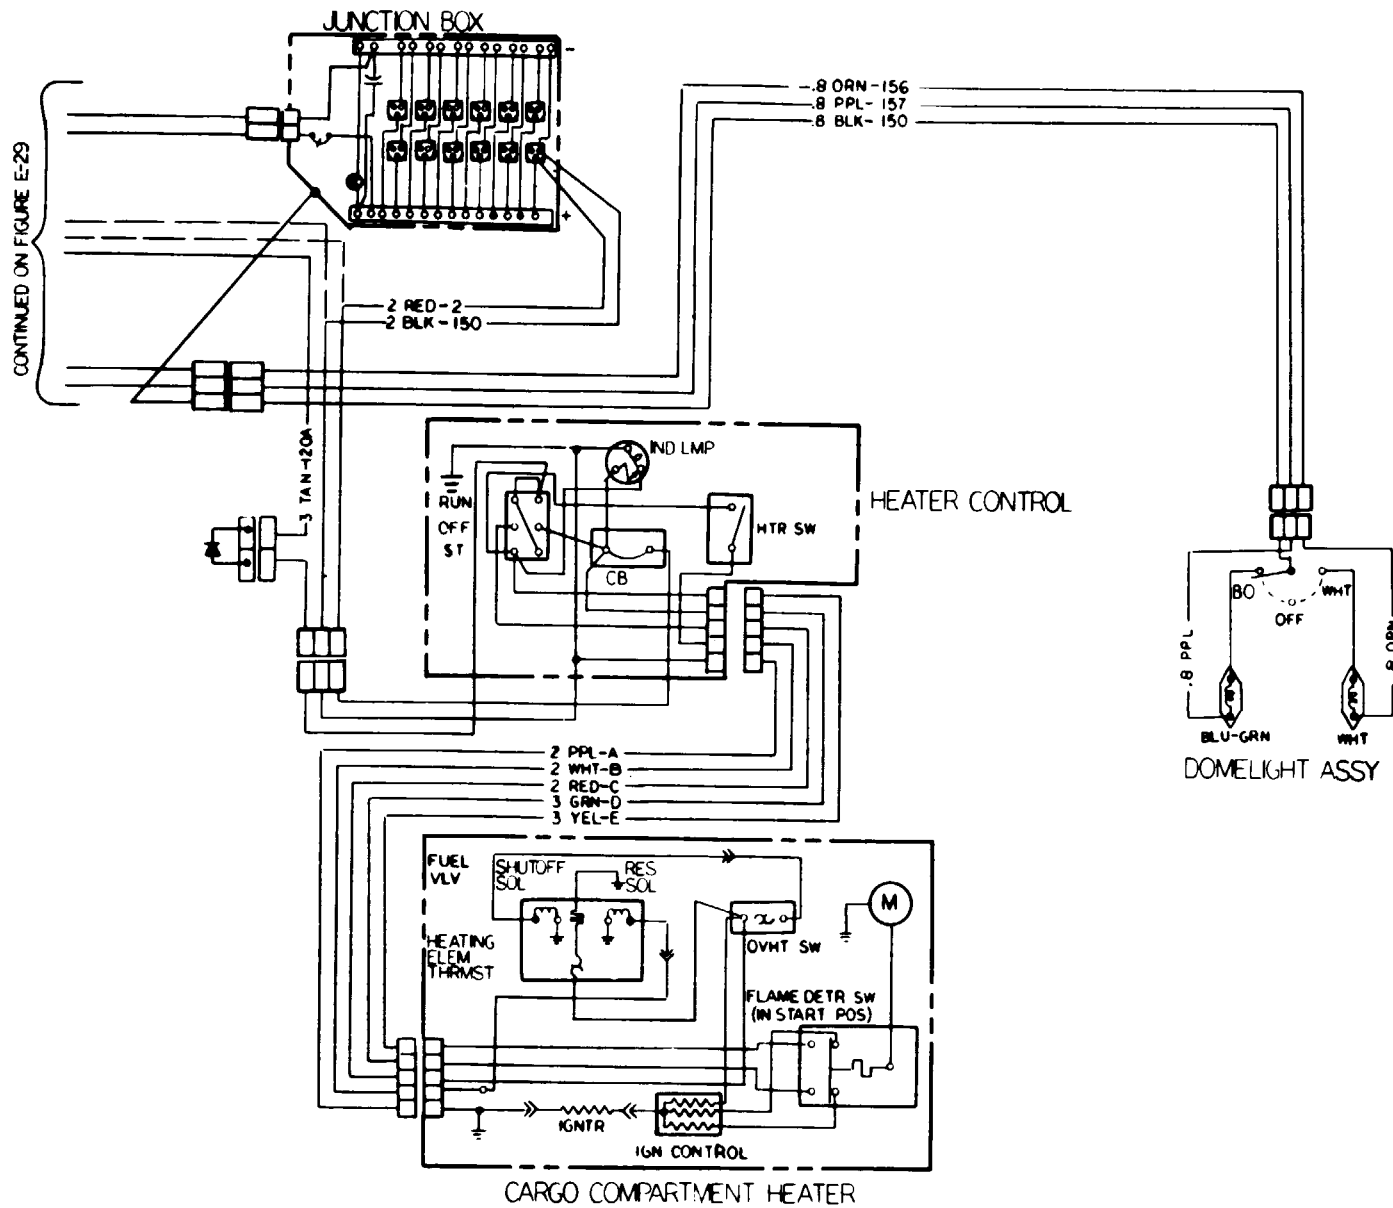 JUNCTION BOX
-
+
CONTINUED ON FIGURE E-29
.8 ORN-156
.8 PPL-157
.8 BLK-150
2 RED-2
2 BLK-150
3 TAN-120A
IND LMP
RUN
OFF
ST
CB
HTR SW
HEATER CONTROL
BO
OFF
WHT
.8 PPL
.8 ORN
BLU-GRN
WHT
DOMELIGHT ASSY
2 PPL-A
2 WHT-B
2 RED-C
3 GRN-D
3 YEL-E
FUEL
VLV
SHUTOFF
SOL
RES
SOL
HEATING
ELEM
THRMST
OVHT SW
M
FLAME DETR SW
(IN START POS)
IGNTR
IGN CONTROL
CARGO COMPARTMENT HEATER